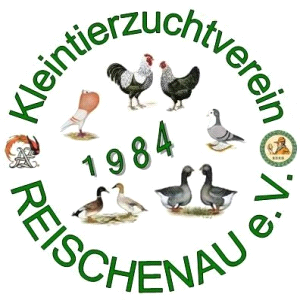 Kleintierzuchtverein
1984
REISCHENAU e.V.